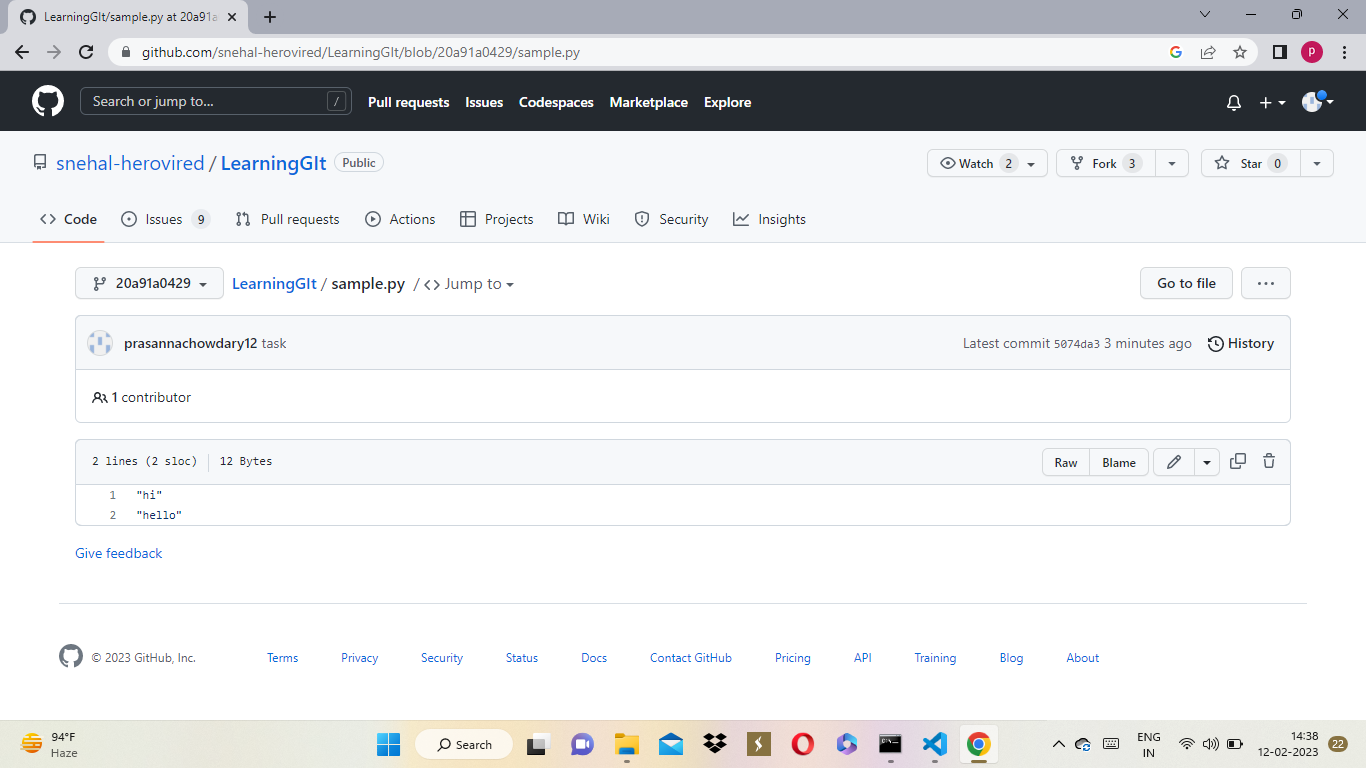 LearningGIt/sample.py at 20a91a
github.com/snehal-herovired/LearningGIt/blob/20a91a0429/sample.py
P
Search or jump to... /
Pull requests Issues Codespaces Marketplace Explore
snehal-herovired / LearningGIt Public
Watch 2 Fork 3 Star 0
Code Issues 9 Pull requests Actions Projects Wiki Security Insights
20a91a0429 LearningGIt / sample.py / <> Jump to Go to file ...
prasannachowdary12 task Latest commit 5074da3 3 minutes ago History
1 contributor
2 lines (2 sloc) 12 Bytes Raw Blame
1 "hi"
2 "hello"
Give feedback
© 2023 GitHub, Inc. Terms Privacy Security Status Docs Contact GitHub Pricing API Training Blog About
94°F
Haze
Search
ENG
IN
14:38
12-02-2023
22